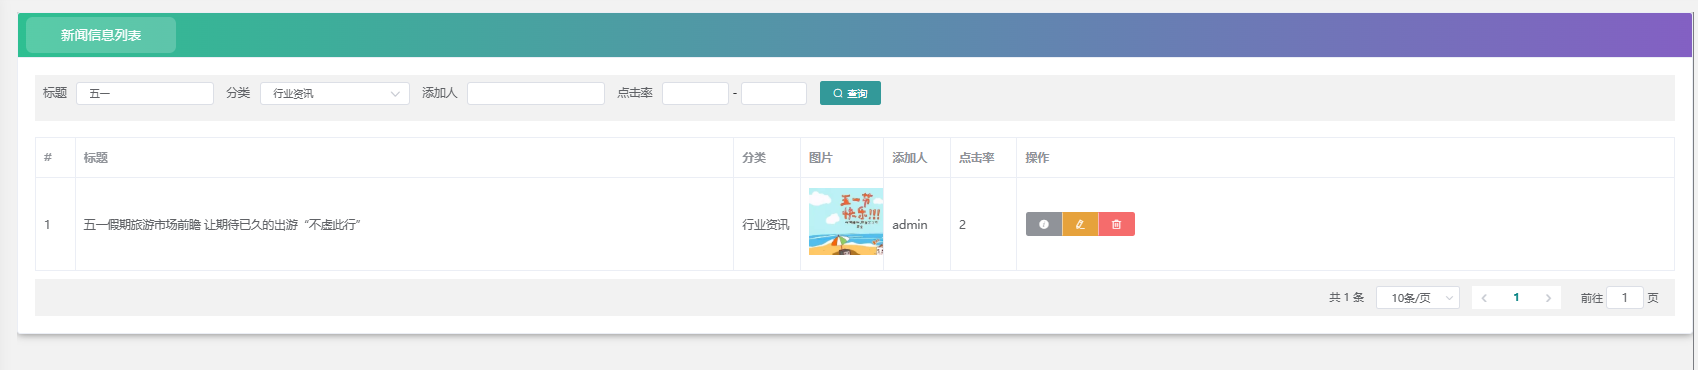 新闻信息列表
标题 五一 分类 行业资讯 添加人 点击率 - 查询
# 标题 分类 图片 添加人 点击率 操作
1 五一假期旅游市场前瞻 让期待已久的出游“不虚此行” 行业资讯 五一节 快乐!!! admin 2
共 1 条 10条/页 1 前往 1 页